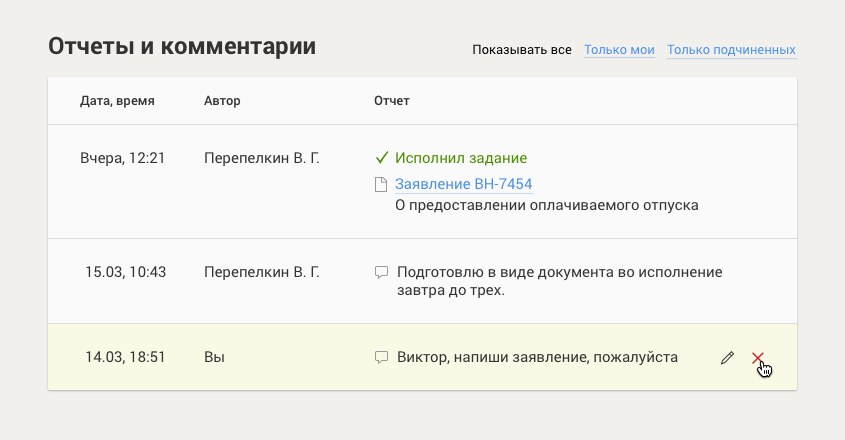 Отчеты и комментарии
Показывать все Только мои Только подчиненных
Дата, время Автор Отчет
Вчера, 12:21 Перепелкин В. Г. Исполнил задание
Заявление ВН-7454
О предоставлении оплачиваемого отпуска
15.03, 10:43 Перепелкин В. Г. Подготовлю в виде документа во исполнение
завтра до трех.
14.03, 18:51 Вы Виктор, напиши заявление, пожалуйста